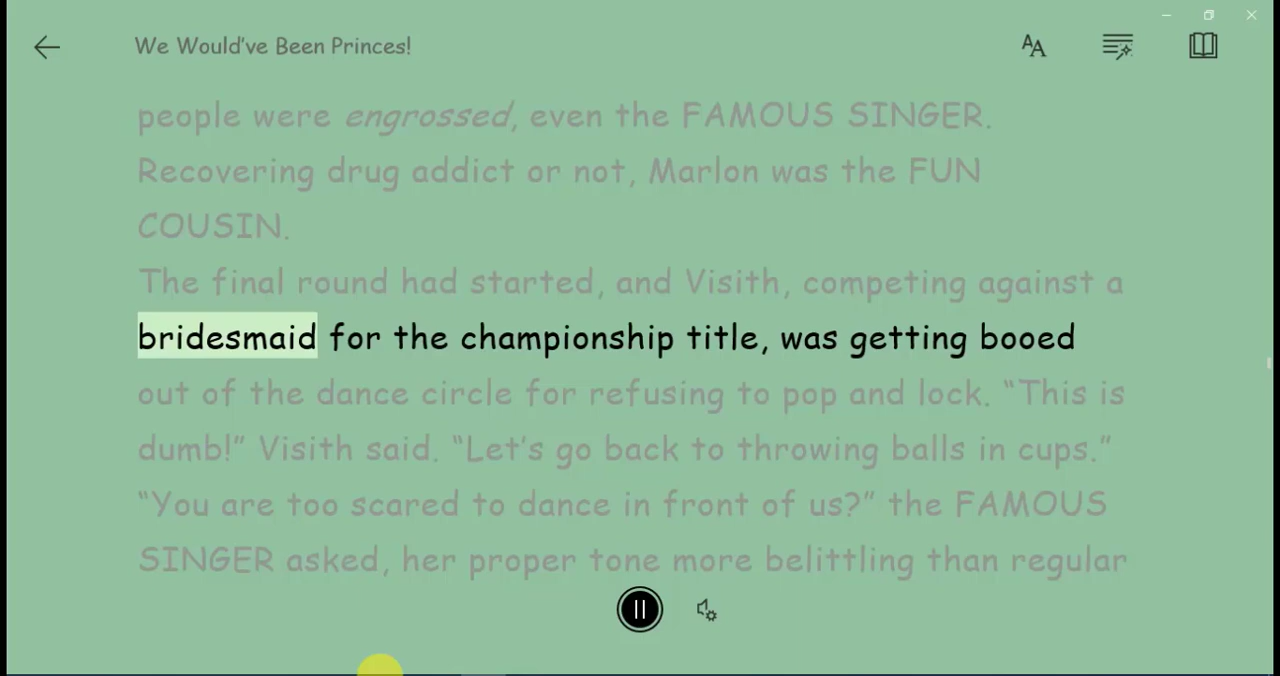 We Would've Been Princes!
people were engrossed, even the FAMOUS SINGER.
Recovering drug addict or not, Marlon was the FUN
COUSIN.
The final round had started, and Visith, competing against a
bridesmaid for the championship title, was getting booed
out of the dance circle for refusing to pop and lock. “This is
dumb!” Visith said. “Let’s go back to throwing balls in cups.”
“You are too scared to dance in front of us?” the FAMOUS
SINGER asked, her proper tone more belittling than regular